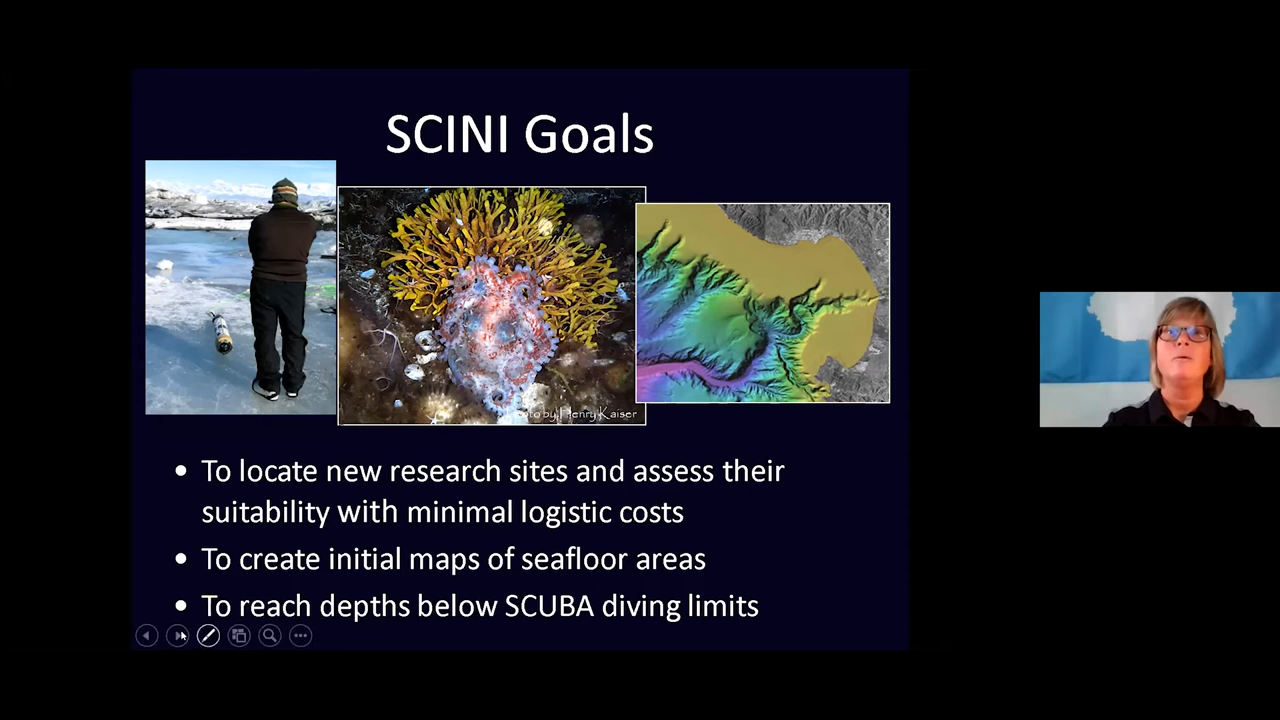 SCINI Goals
Photo by Henry Kaiser
• To locate new research sites and assess their
suitability with minimal logistic costs
• To create initial maps of seafloor areas
• To reach depths below SCUBA diving limits